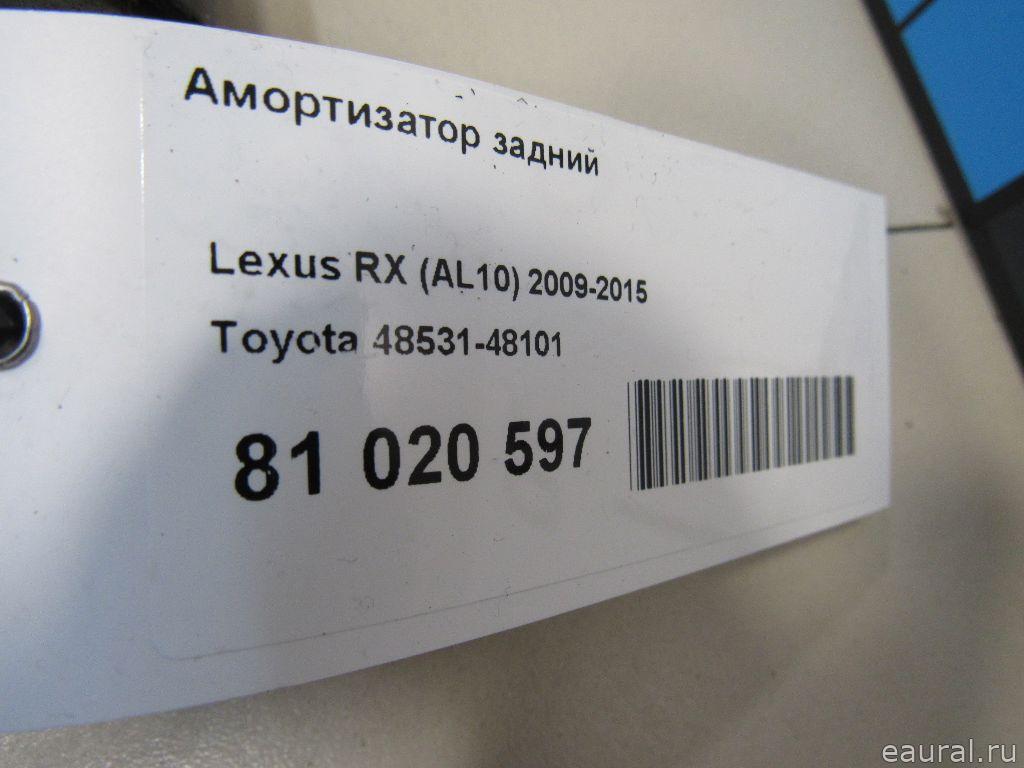 Амортизатор задний
Lexus RX (AL10) 2009-2015
Toyota 48531-48101
81 020 597
eaural.ru